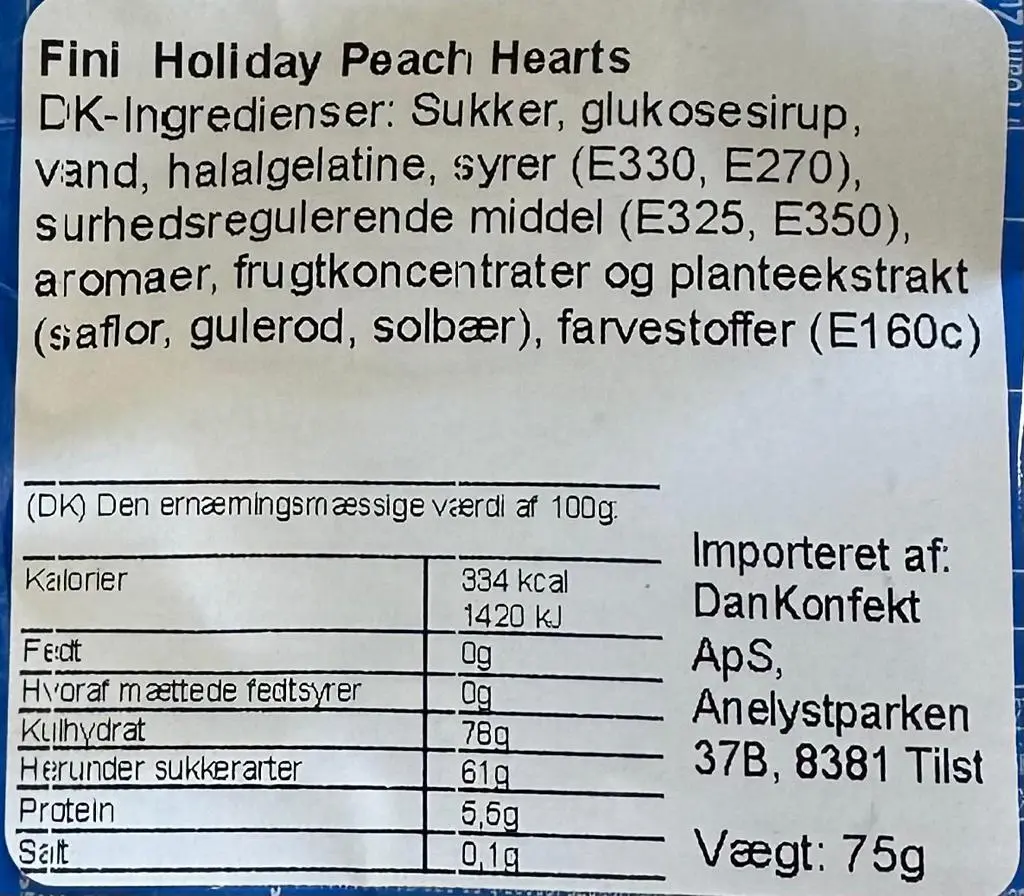 Fini Holiday Peach Hearts
DK-Ingredienser: Sukker, glukosesirup,
vand, halalgelatine, syrer (E330, E270),
surhedsregulerende middel (E325, E350),
aromaer, frugtkoncentrater og planteekstrakt
(saflor, gulerod, solbær), farvestoffer (E160c)
(DK) Den ernæmingsmæssige værdi af 100g:
Kalorier 334 kcal
1420 kJ
Fedt 0g
Hvoraf mættede fedtsyrer 0g
Kulhydrat 78g
Herunder sukkerarter 61g
Protein 5,6g
Salt 0,1g
Importeret af:
DanKonfekt
ApS,
Anelystparken
37B, 8381 Tilst
Vægt: 75g